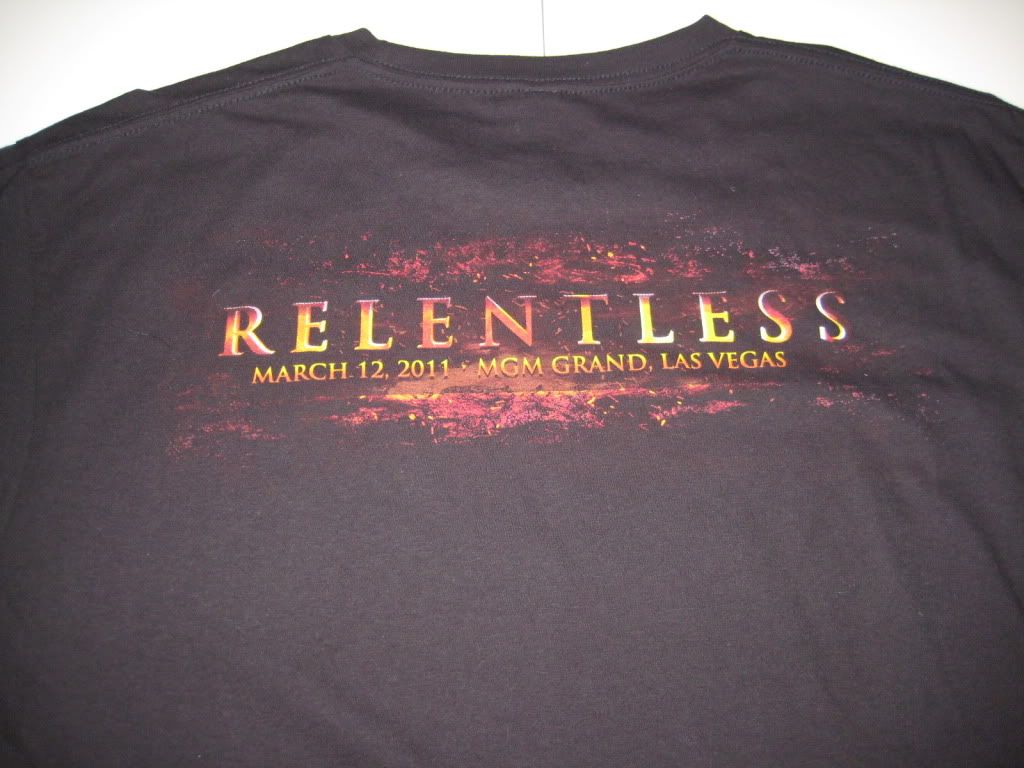 RELENTLESS
MARCH 12, 2011 · MGM GRAND, LAS VEGAS